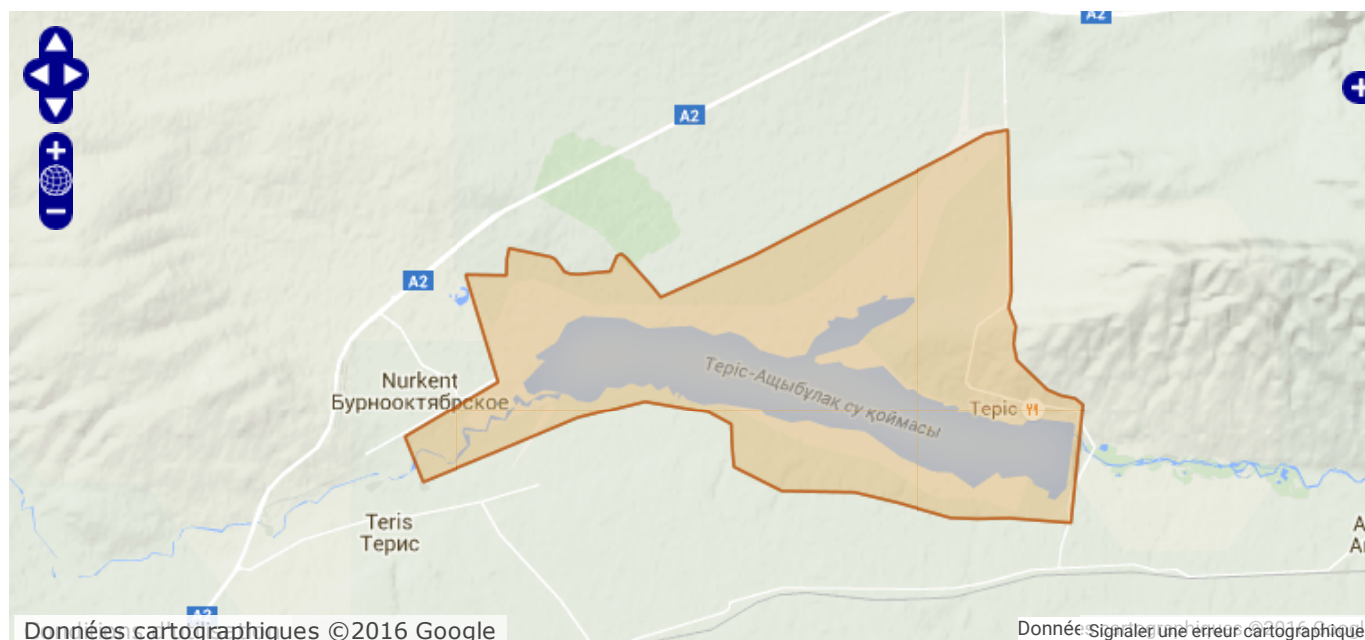 A2
A2
A2
Nurkent
Бурнооктябрское
Теріс-Ащыбұлак су қоймасы
Теріс
Teris
Терис
A2
Données cartographiques ©2016 Google
Signaler une erreur cartographique